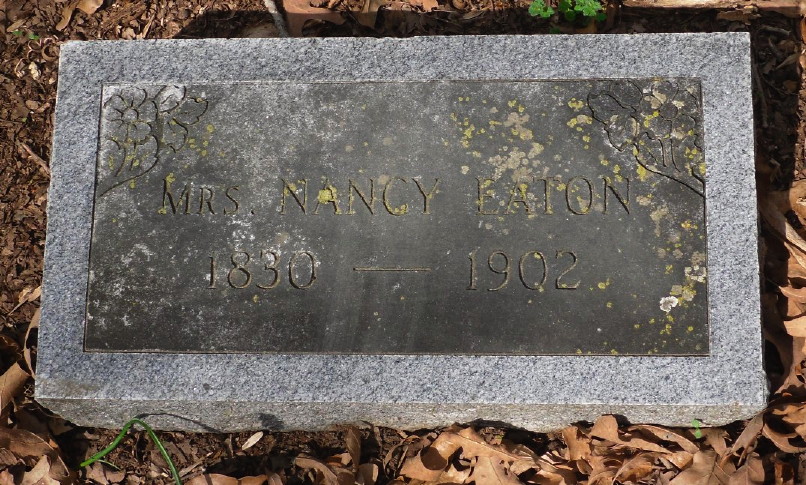 MRS. NANCY EATON
1830 — 1902